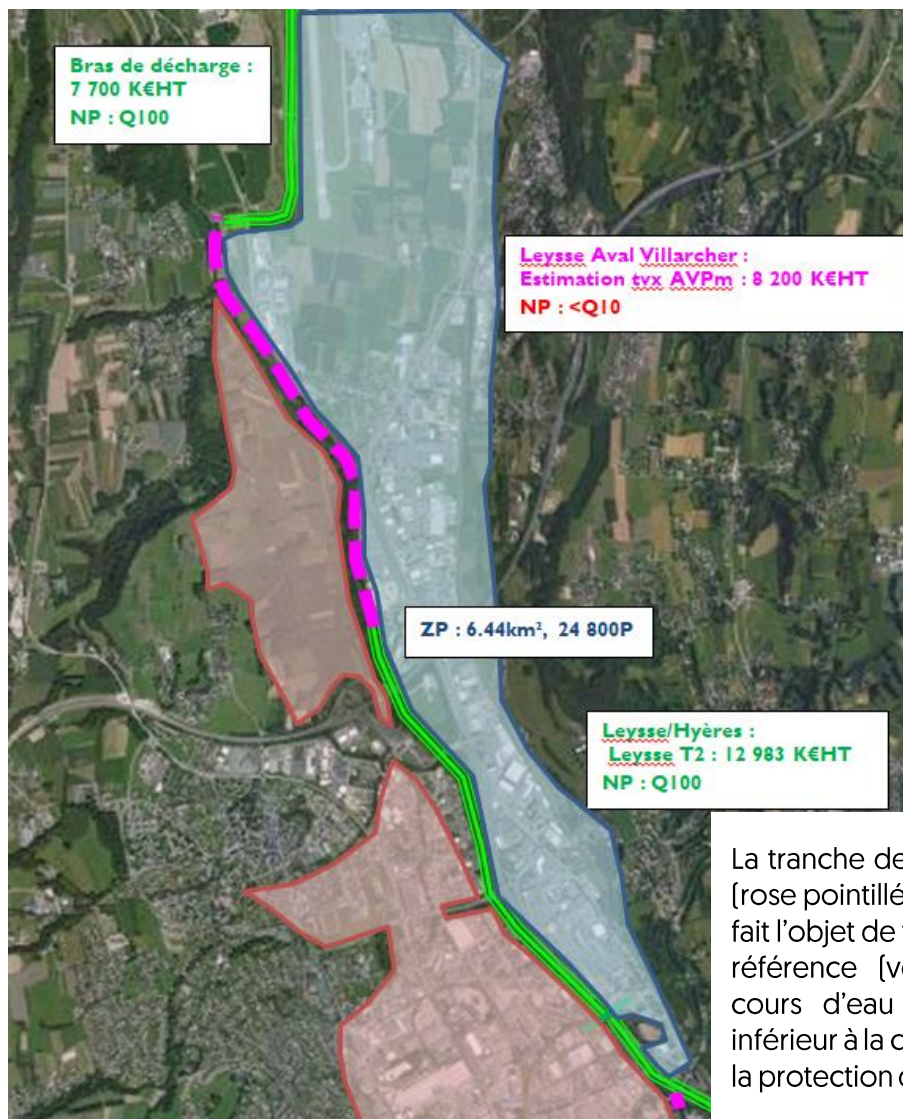 Bras de décharge :
7 700 K€HT
NP : Q100
Leysse Aval Villarcher :
Estimation tvx AVPm : 8 200 K€HT
NP : <Q10
ZP : 6.44km², 24 800P
Leysse/Hyères :
Leysse T2 : 12 983 K€HT
NP : Q100
La tranche de
(rose pointillé
fait l'objet de
référence (v
cours d'eau
inférieur à la
la protection